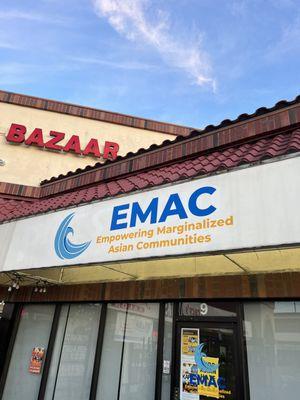 BAZAAR
EMAC
Empowering Marginalized
Asian Communities
9
EMAC